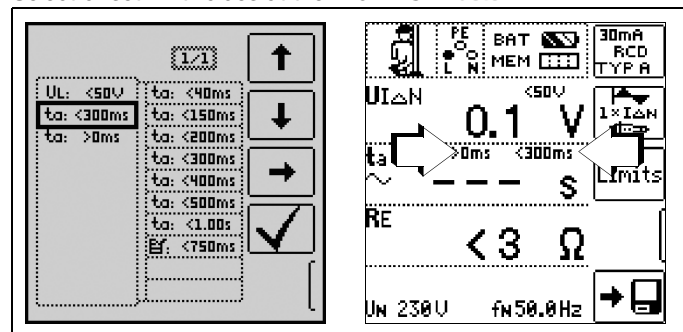 1/1
UL: <50V
ta: <300ms
ta: >0ms
ta: <40ms
ta: <150ms
ta: <200ms
ta: <300ms
ta: <400ms
ta: <500ms
ta: <1.00s
: <750ms
PE
L N
BAT
MEM
30mA
RCD
TYP A
UI△N
<50V
0.1 V
1×I△N
ta
>0ms <300ms
--- s
Limits
RE
<3 Ω
UN 230V fN50.0Hz